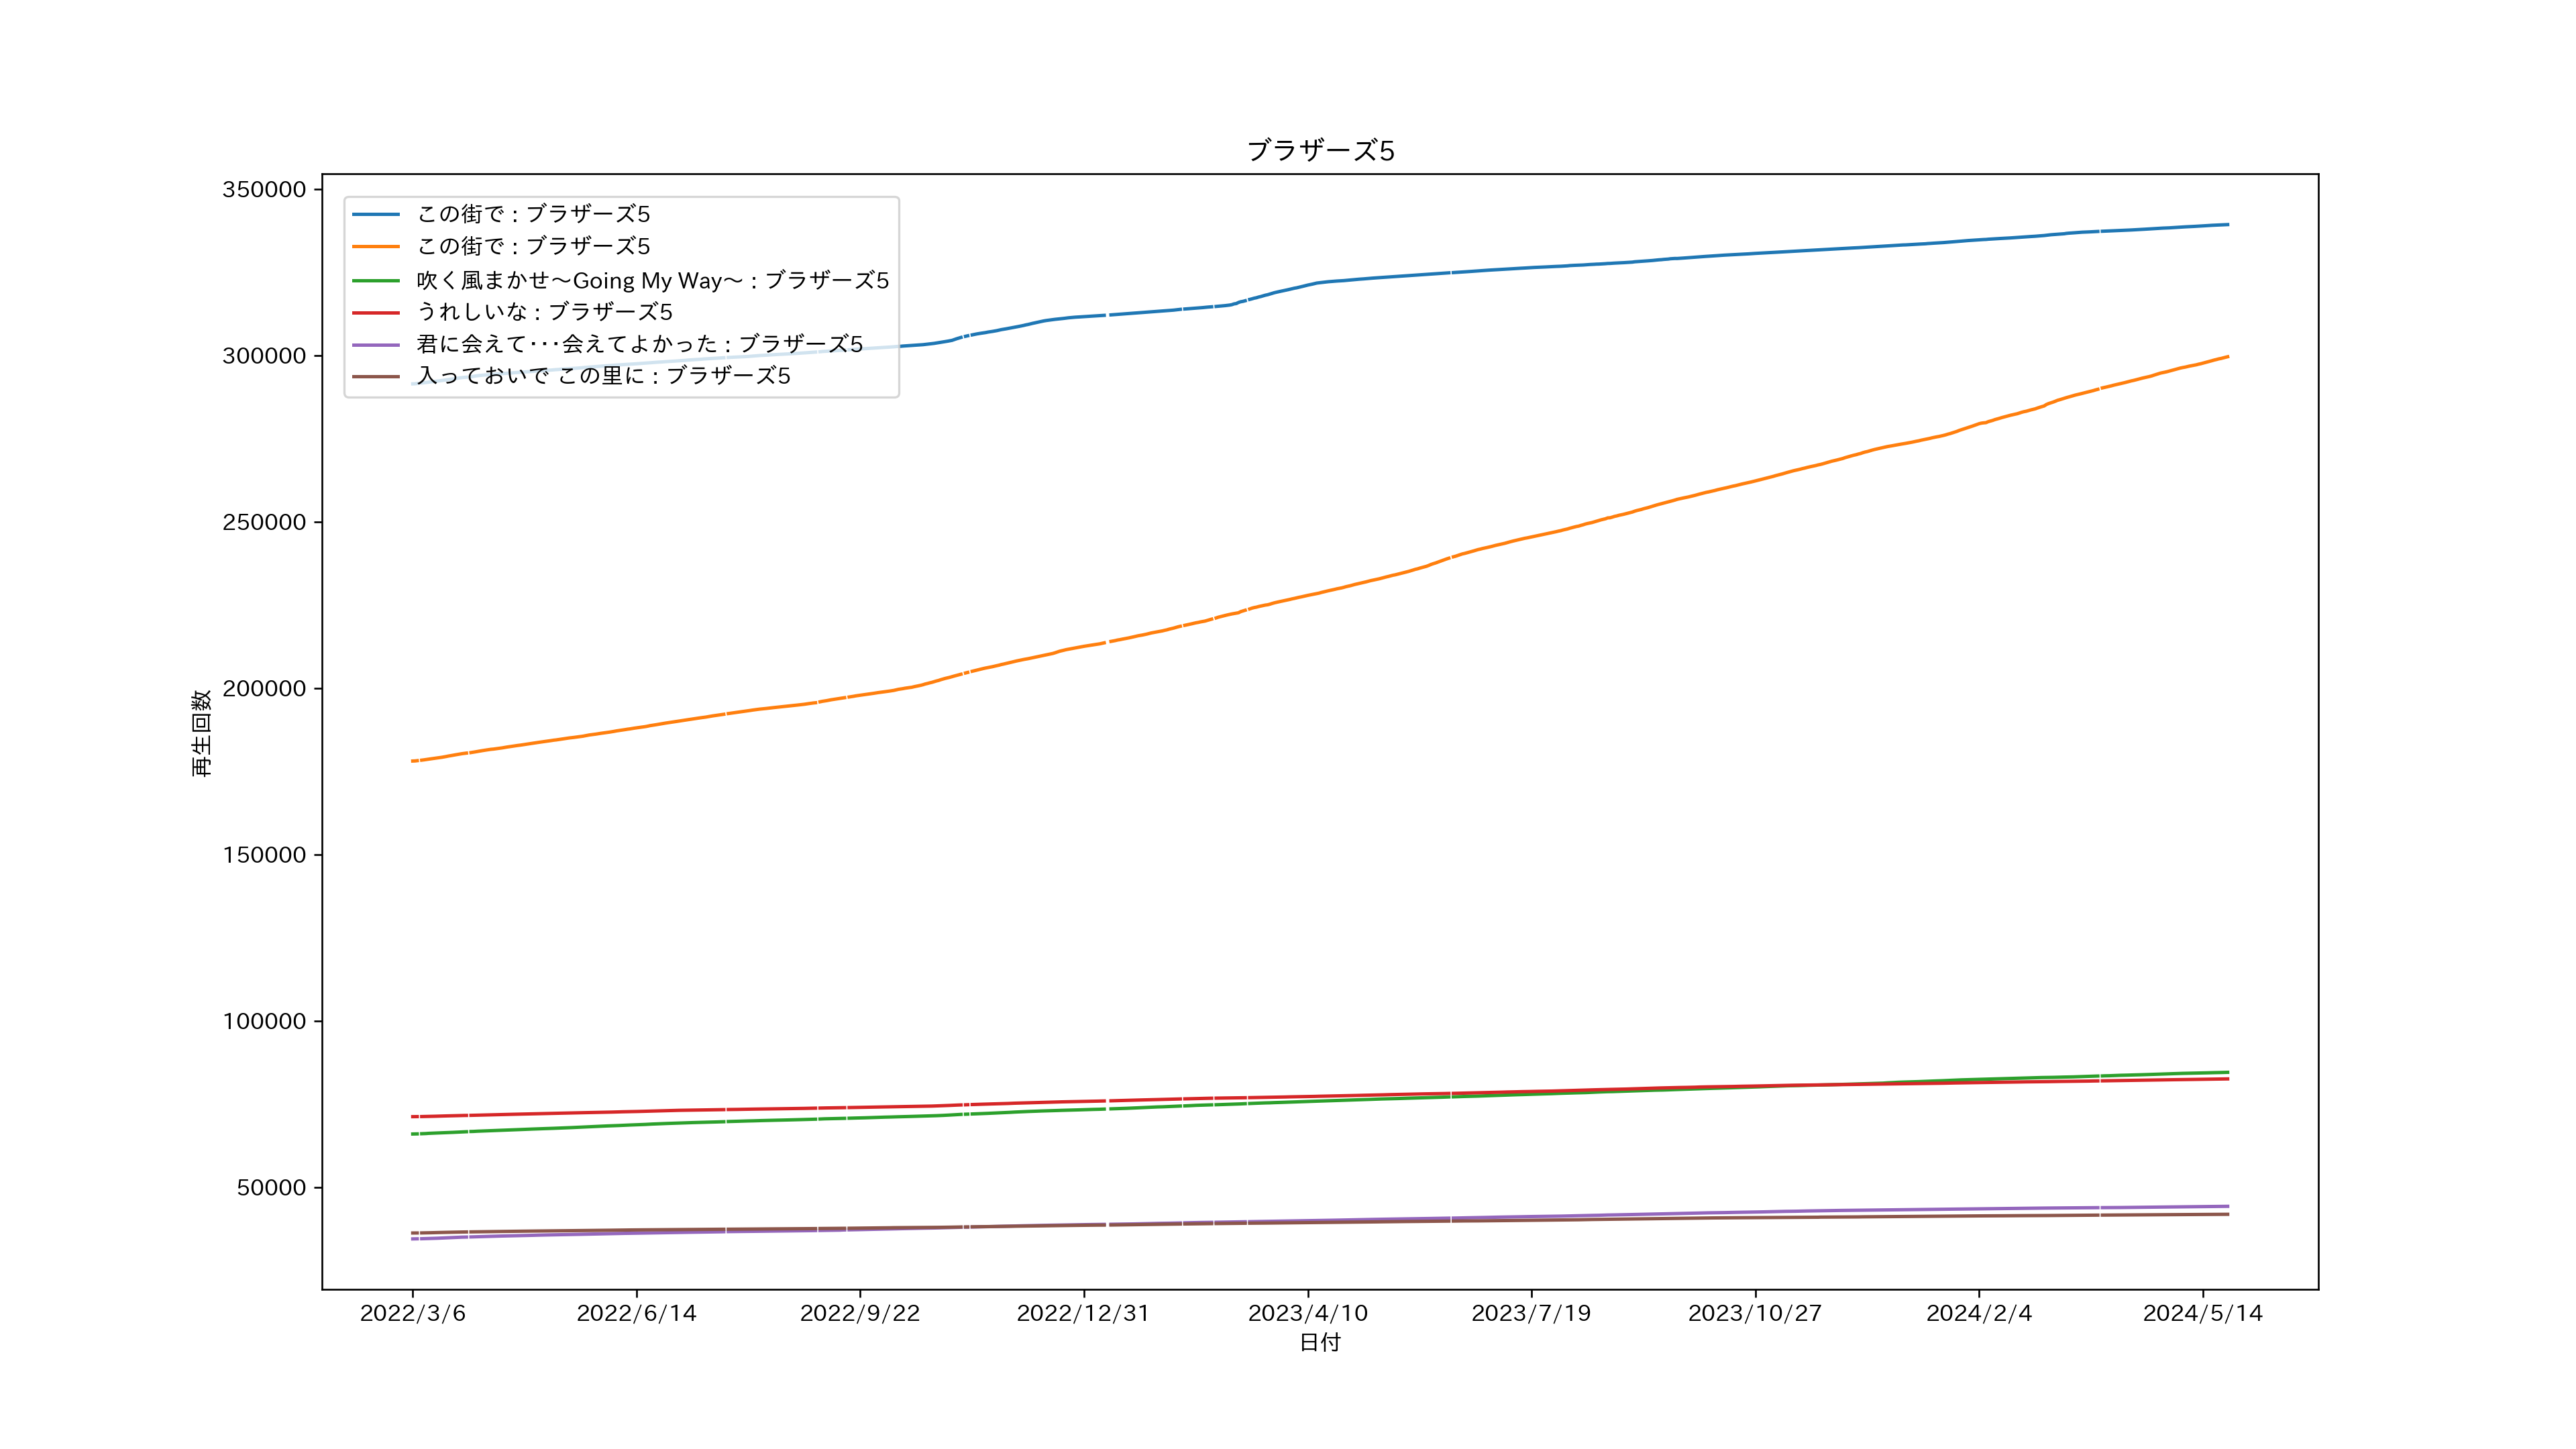 ブラザーズ5
350000
300000
250000
200000
150000
100000
50000
再生回数
この街で : ブラザーズ5
この街で : ブラザーズ5
吹く風まかせ～Going My Way～ : ブラザーズ5
うれしいな : ブラザーズ5
君に会えて･･･会えてよかった : ブラザーズ5
入っておいで この里に : ブラザーズ5
2022/3/6
2022/6/14
2022/9/22
2022/12/31
2023/4/10
2023/7/19
2023/10/27
2024/2/4
2024/5/14
日付